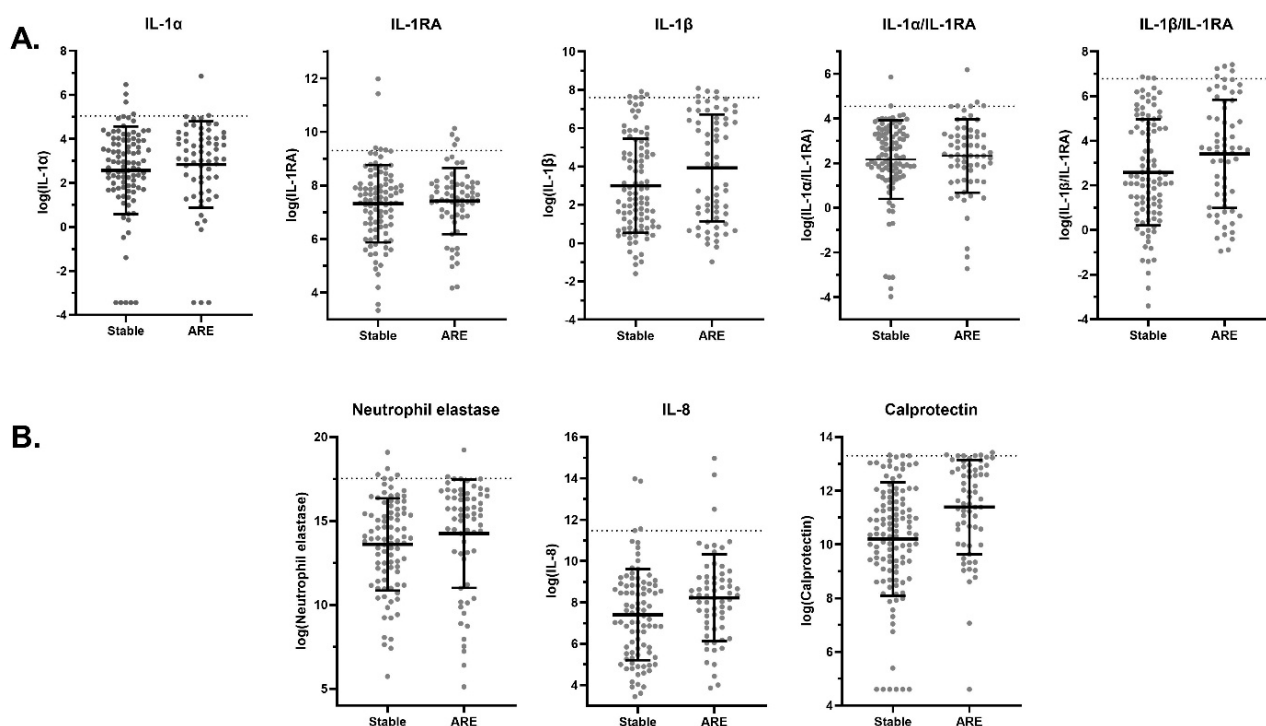 A.
IL-1α
log(IL-1α)
8
6
4
2
0
-2
-4
Stable ARE
IL-1RA
log(IL-1RA)
12
10
8
6
4
Stable ARE
IL-1β
log(IL-1β)
10
8
6
4
2
0
-2
-4
Stable ARE
IL-1α/IL-1RA
log(IL-1α/IL-1RA)
6
4
2
0
-2
-4
Stable ARE
IL-1β/IL-1RA
log(IL-1β/IL-1RA)
8
6
4
2
0
-2
-4
Stable ARE
B.
Neutrophil elastase
log(Neutrophil elastase)
20
15
10
5
Stable ARE
IL-8
log(IL-8)
16
14
12
10
8
6
4
Stable ARE
Calprotectin
log(Calprotectin)
14
12
10
8
6
4
Stable ARE